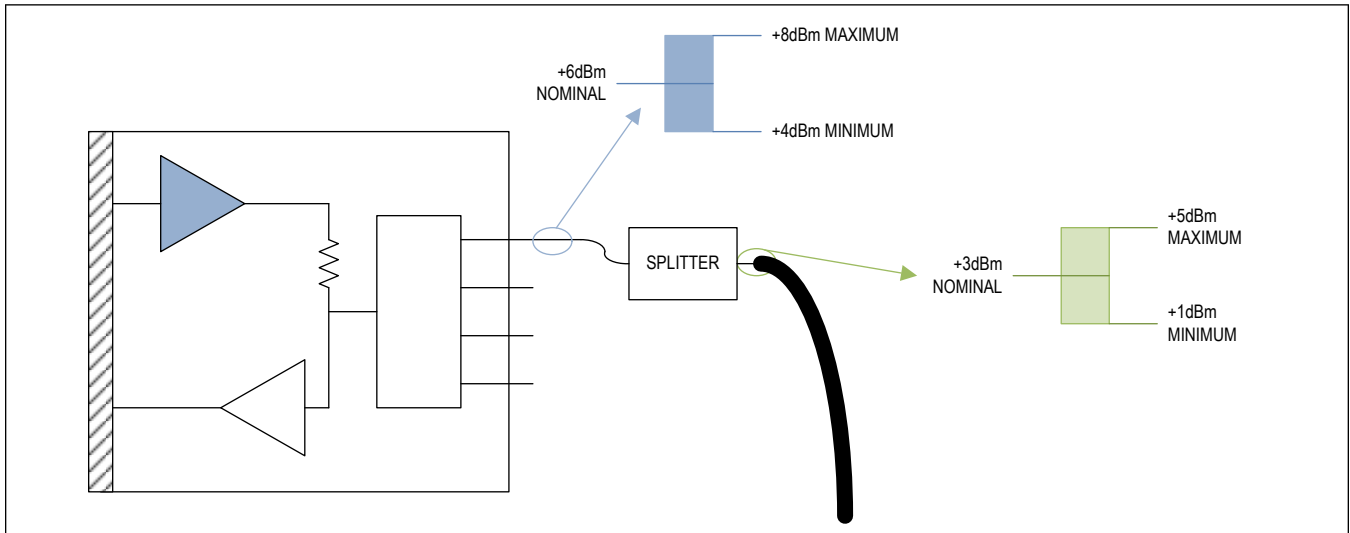 +8dBm MAXIMUM
+6dBm
NOMINAL
+4dBm MINIMUM
SPLITTER
+5dBm
MAXIMUM
+3dBm
NOMINAL
+1dBm
MINIMUM